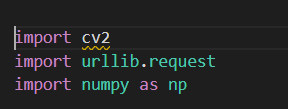 import cv2
import urllib.request
import numpy as np